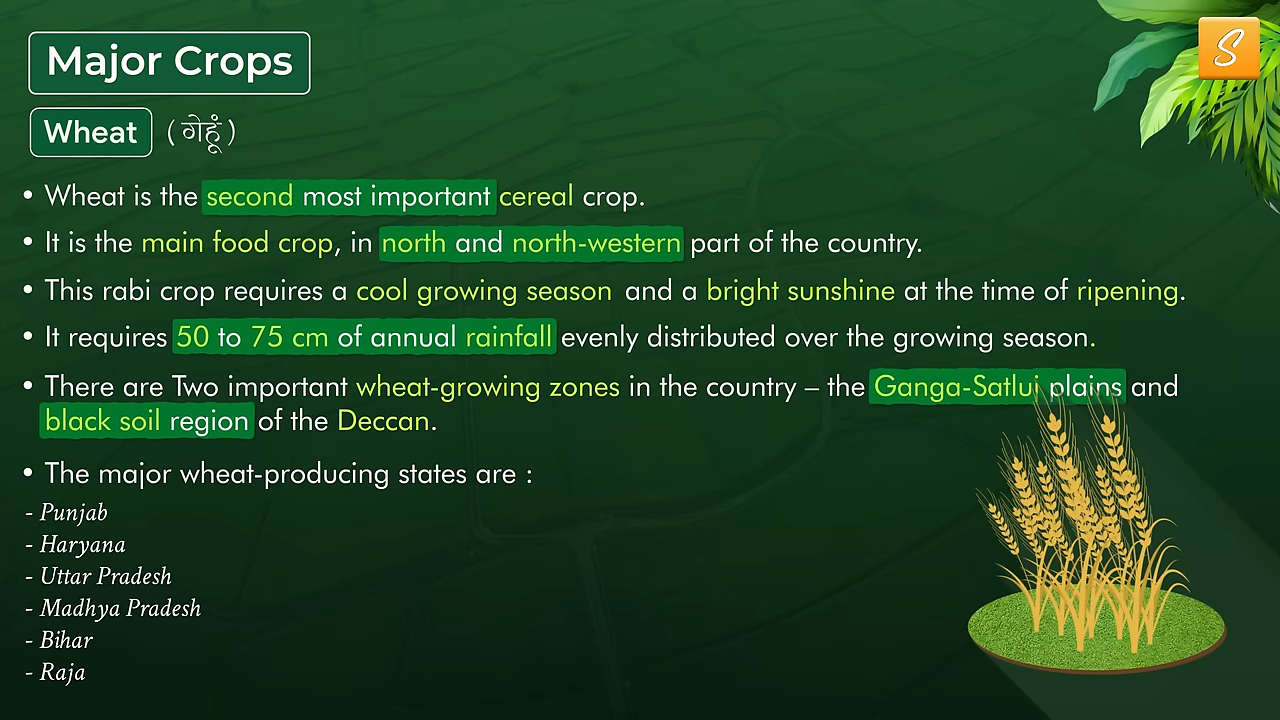 Major Crops
Wheat (गेहूं)
• Wheat is the second most important cereal crop.
• It is the main food crop, in north and north-western part of the country.
• This rabi crop requires a cool growing season and a bright sunshine at the time of ripening.
• It requires 50 to 75 cm of annual rainfall evenly distributed over the growing season.
• There are Two important wheat-growing zones in the country – the Ganga-Satluj plains and
black soil region of the Deccan.
• The major wheat-producing states are :
- Punjab
- Haryana
- Uttar Pradesh
- Madhya Pradesh
- Bihar
- Raja
S